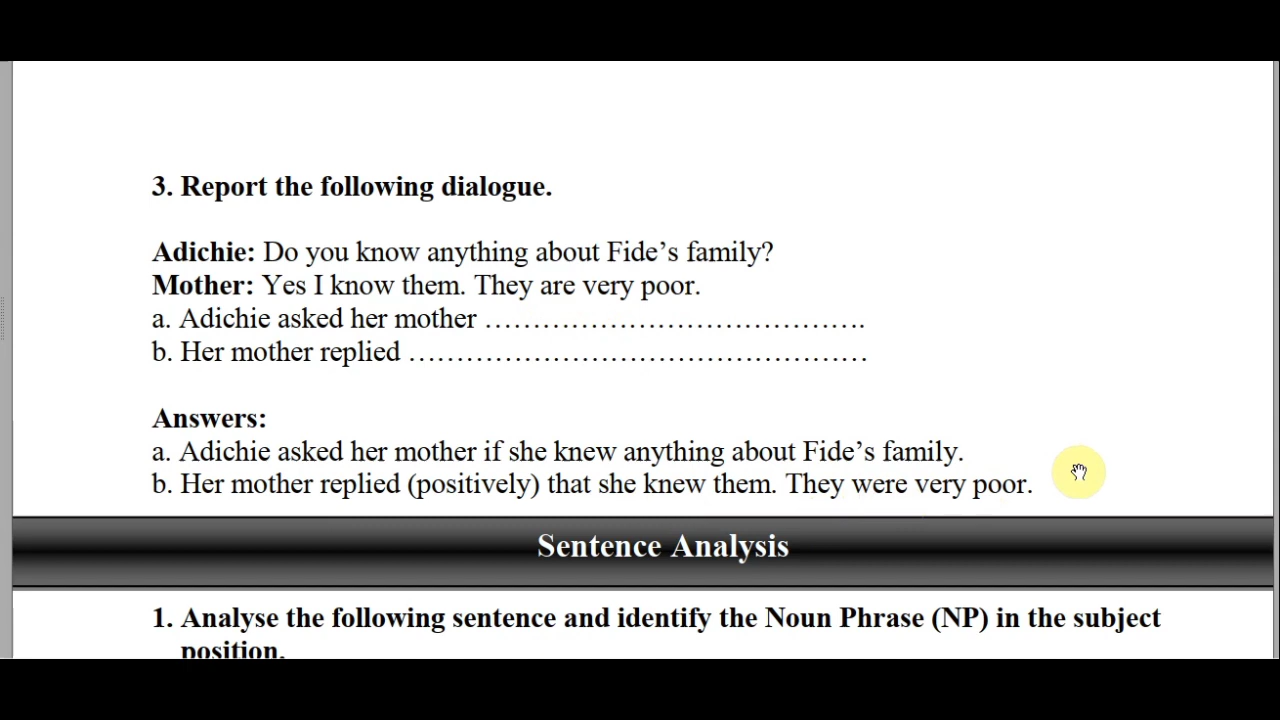 3. Report the following dialogue.
Adichie: Do you know anything about Fide’s family?
Mother: Yes I know them. They are very poor.
a. Adichie asked her mother …………………………………….
b. Her mother replied …………………………………………
Answers:
a. Adichie asked her mother if she knew anything about Fide’s family.
b. Her mother replied (positively) that she knew them. They were very poor.
Sentence Analysis
1. Analyse the following sentence and identify the Noun Phrase (NP) in the subject
position.